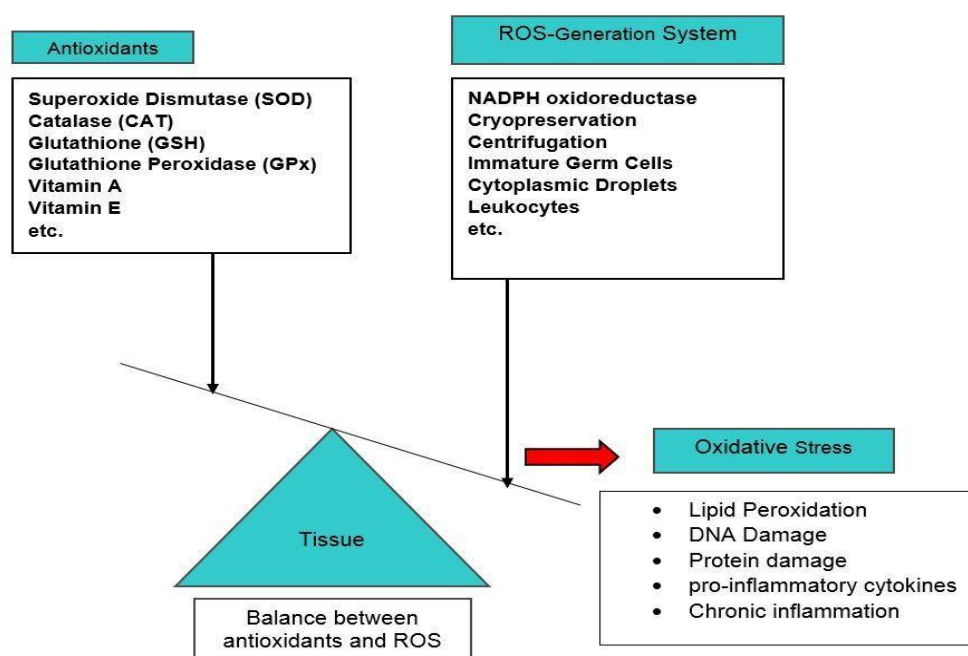 Antioxidants
Superoxide Dismutase (SOD)
Catalase (CAT)
Glutathione (GSH)
Glutathione Peroxidase (GPx)
Vitamin A
Vitamin E
etc.
ROS-Generation System
NADPH oxidoreductase
Cryopreservation
Centrifugation
Immature Germ Cells
Cytoplasmic Droplets
Leukocytes
etc.
Oxidative Stress
• Lipid Peroxidation
• DNA Damage
• Protein damage
• pro-inflammatory cytokines
• Chronic inflammation
Tissue
Balance between
antioxidants and ROS